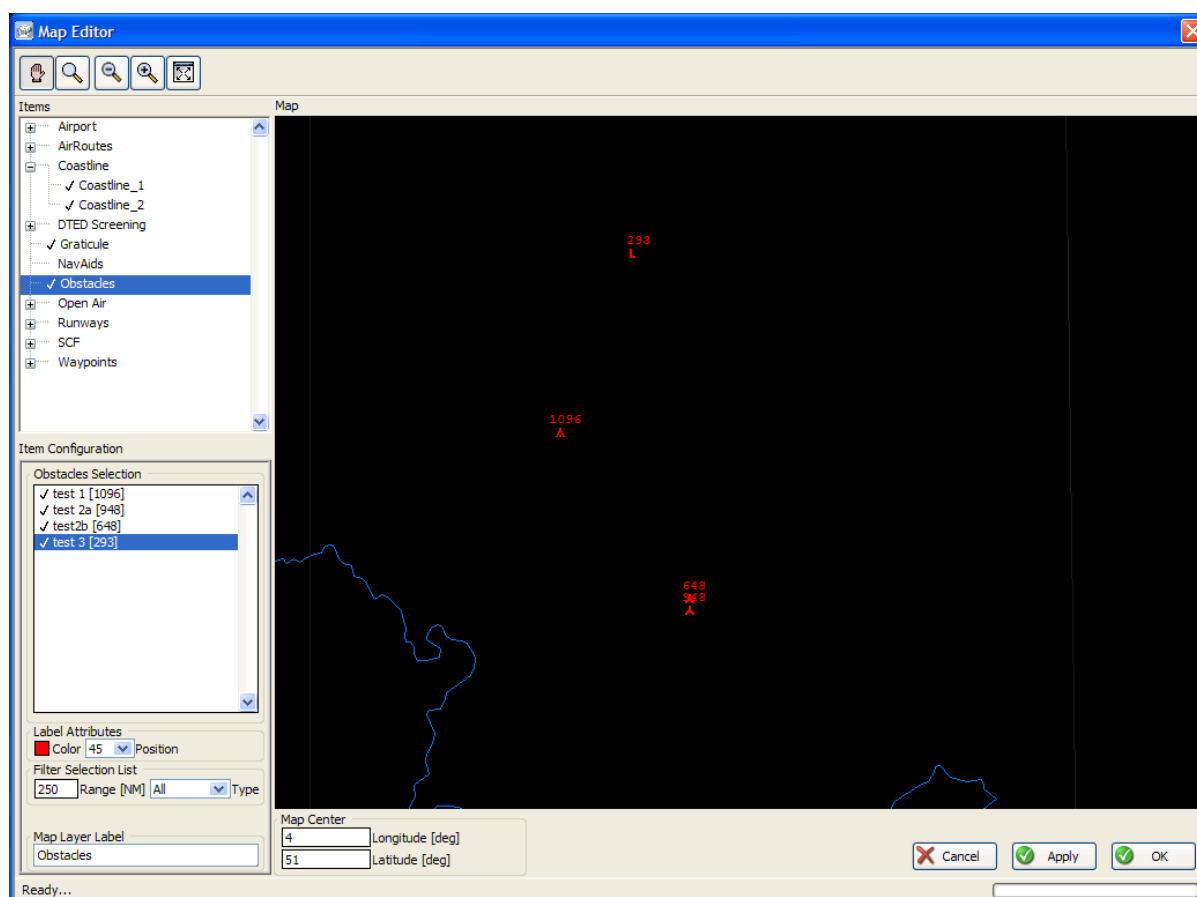 Map Editor
Items
Map
Airport
AirRoutes
Coastline
Coastline_1
Coastline_2
DTED Screening
Graticule
NavAids
Obstacles
Open Air
Runways
SCF
Waypoints
293
1096
648
948
Item Configuration
Obstacles Selection
test 1 [1096]
test 2a [948]
test2b [648]
test 3 [293]
Label Attributes
Color 45 Position
Filter Selection List
250 Range [NM] All Type
Map Layer Label
Obstacles
Map Center
4 Longitude [deg]
51 Latitude [deg]
Cancel Apply OK
Ready...